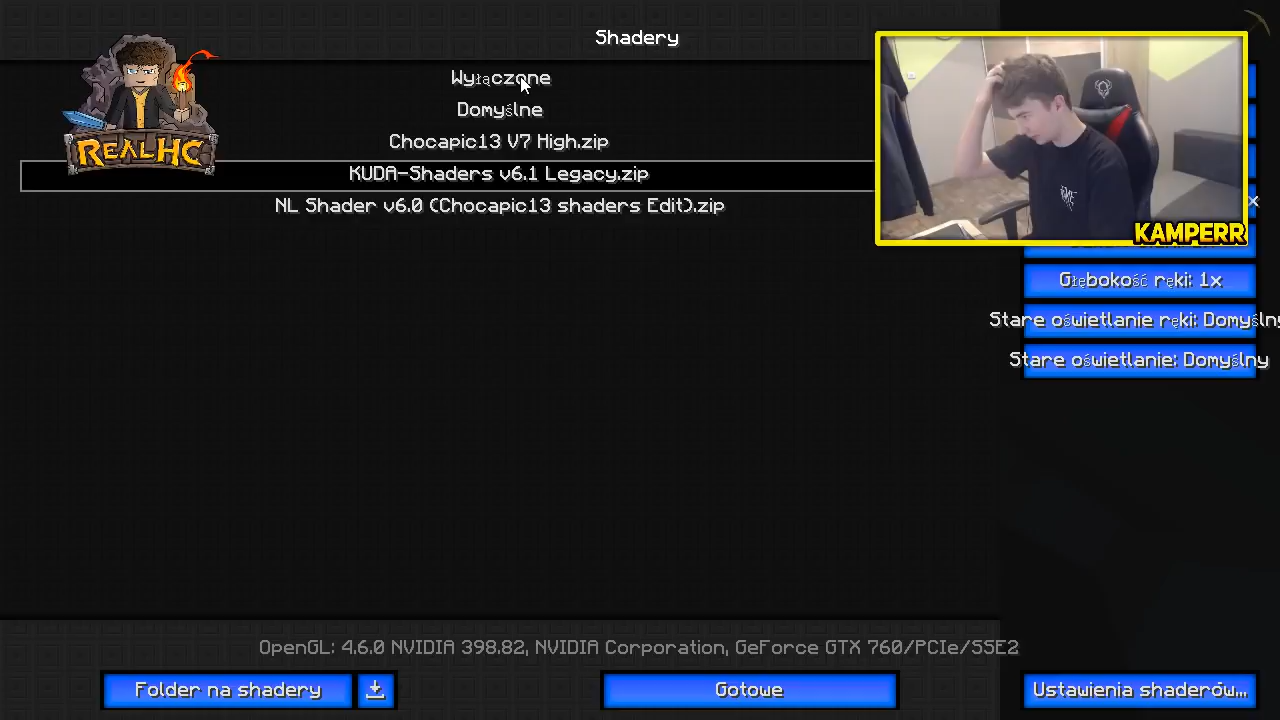 Shadery
REALHC
Wyłączone
Domyślne
Chocapic13 V7 High.zip
KUDA-Shaders v6.1 Legacy.zip
NL Shader v6.0 (Chocapic13 shaders Edit).zip
KAMPERR
Głębokość ręki: 1x
Stare oświetlanie ręki: Domyślny
Stare oświetlanie: Domyślny
OpenGL: 4.6.0 NVIDIA 398.82, NVIDIA Corporation, GeForce GTX 760/PCIe/SSE2
Folder na shadery
Gotowe
Ustawienia shaderów...